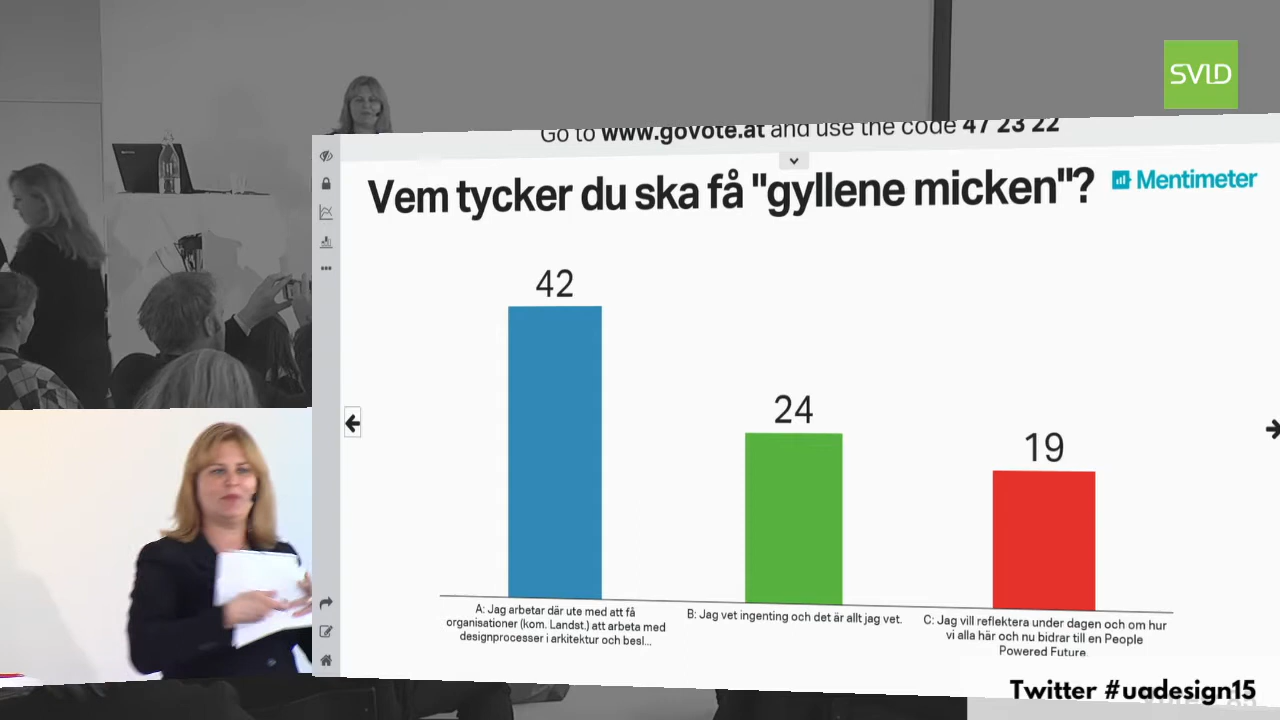 SVID
Go to www.govote.at and use the code 47 23 22
Vem tycker du ska få "gyllene micken"?
Mentimeter
42
24
19
A: Jag arbetar där ute med att få
organisationer (kom. Landst.) att arbeta med
designprocesser i arkitektur och besl...
B: Jag vet ingenting och det är allt jag vet.
C: Jag vill reflektera under dagen och om hur
vi alla här och nu bidrar till en People
Powered Future.
Twitter #uadesign15